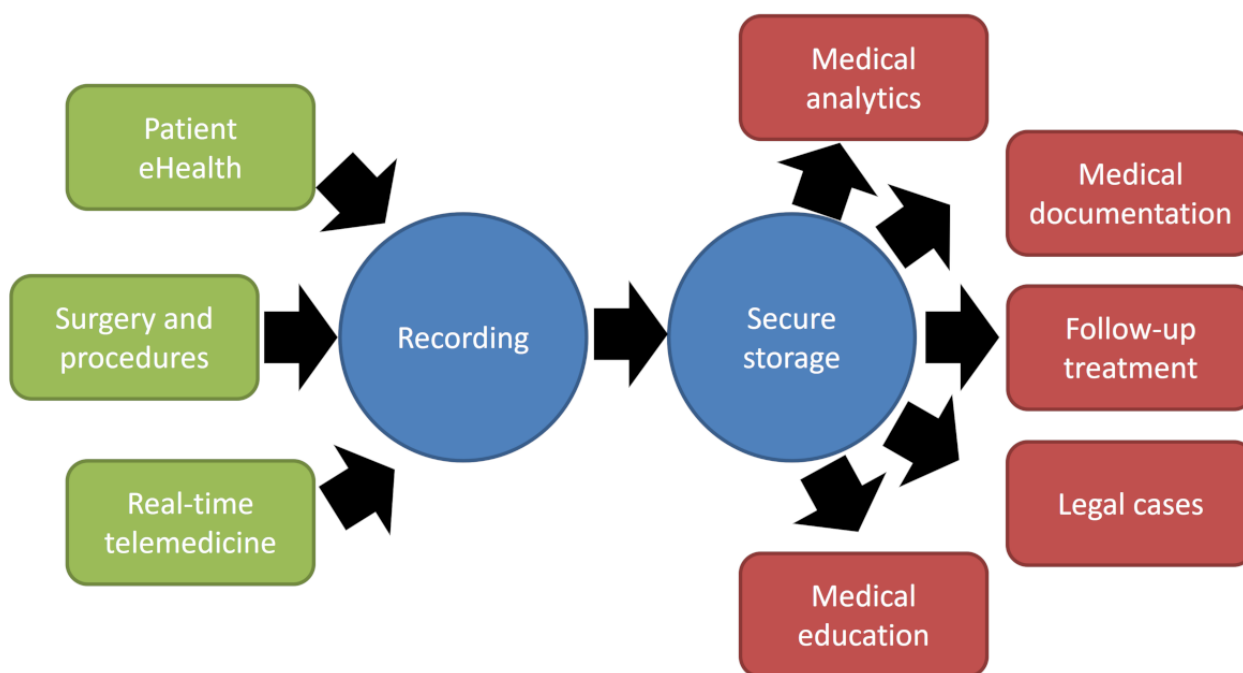 Patient
eHealth
Surgery and
procedures
Real-time
telemedicine
Recording
Secure
storage
Medical
analytics
Medical
documentation
Follow-up
treatment
Legal cases
Medical
education